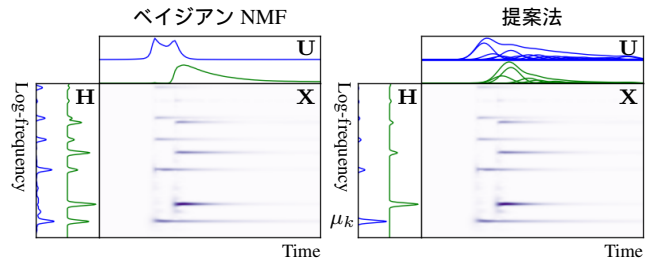 ベイジアン NMF
U
H
X
Log-frequency
Time
提案法
U
H
X
Log-frequency
μk
Time